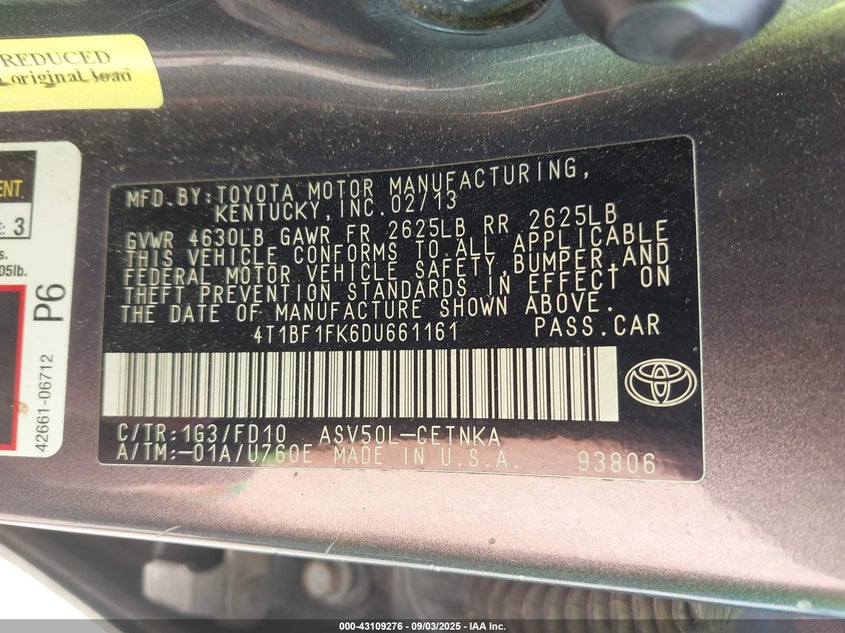 REDUCED
original load
ENT
E: 3
s.
05lb.
P6
42661-06712
MFD.BY:TOYOTA MOTOR MANUFACTURING,
KENTUCKY,INC.02/13
GVWR 4630LB GAWR FR 2625LB RR 2625LB
THIS VEHICLE CONFORMS TO ALL APPLICABLE
FEDERAL MOTOR VEHICLE SAFETY,BUMPER,AND
THEFT PREVENTION STANDARDS IN EFFECT ON
THE DATE OF MANUFACTURE SHOWN ABOVE.
4T1BF1FK6DU661161 PASS.CAR
C/TR:1G3/FD10 ASV50L-CETNKA
A/TM:-01A/U760E MADE IN U.S.A. 93806
000-43109276 - 09/03/2025 - IAA Inc.